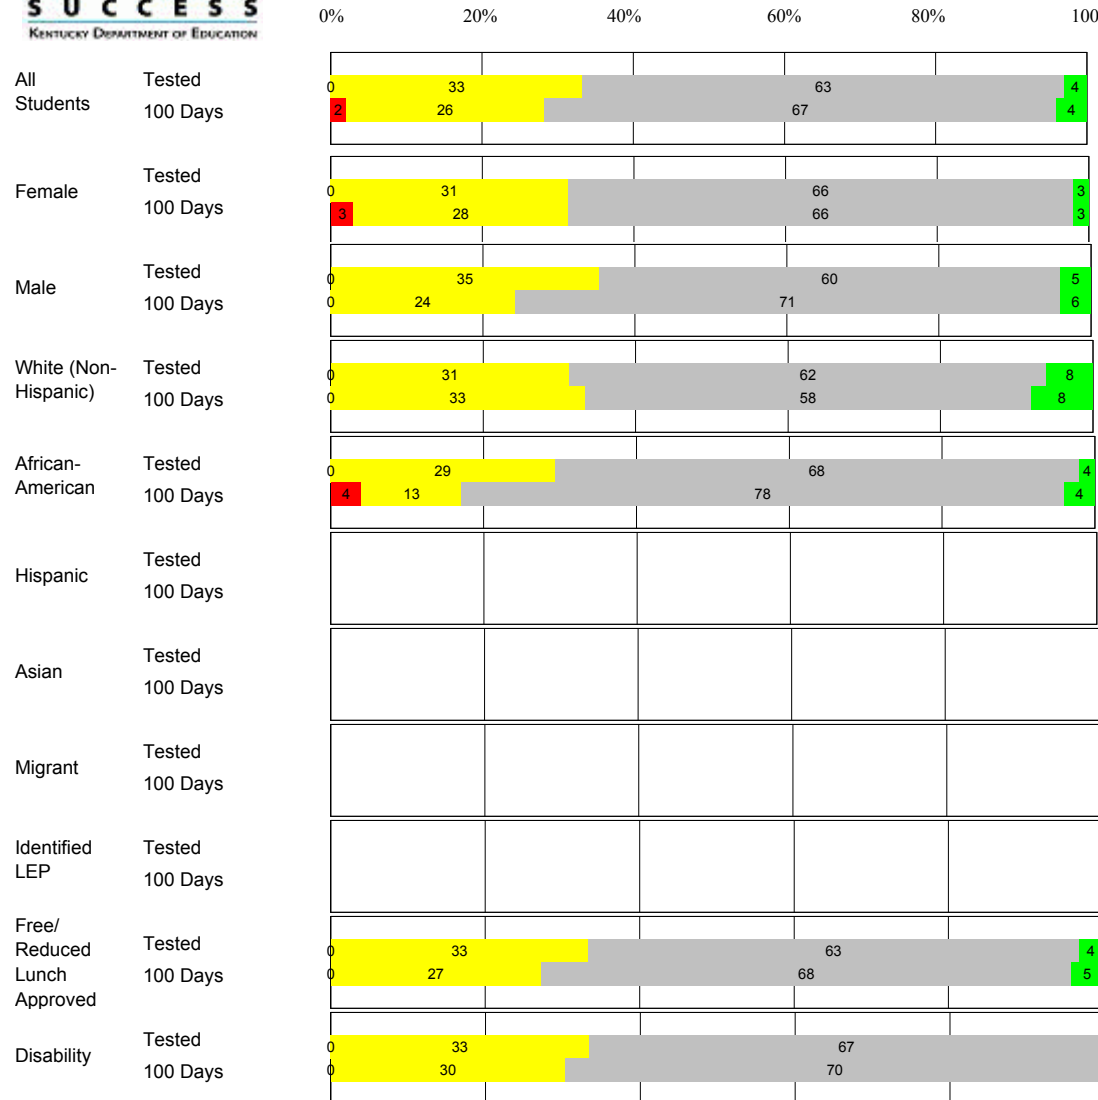 S U C C E S S
KENTUCKY DEPARTMENT OF EDUCATION
0% 20% 40% 60% 80% 100
All Students
Tested 0 33 63 4
100 Days 2 26 67 4
Female
Tested 0 31 66 3
100 Days 3 28 66 3
Male
Tested 0 35 60 5
100 Days 0 24 71 6
White (Non-
Hispanic)
Tested 0 31 62 8
100 Days 0 33 58 8
African-
American
Tested 0 29 68 4
100 Days 4 13 78 4
Hispanic
Tested
100 Days
Asian
Tested
100 Days
Migrant
Tested
100 Days
Identified
LEP
Tested
100 Days
Free/
Reduced
Lunch
Approved
Tested 0 33 63 4
100 Days 0 27 68 5
Disability
Tested 0 33 67
100 Days 0 30 70